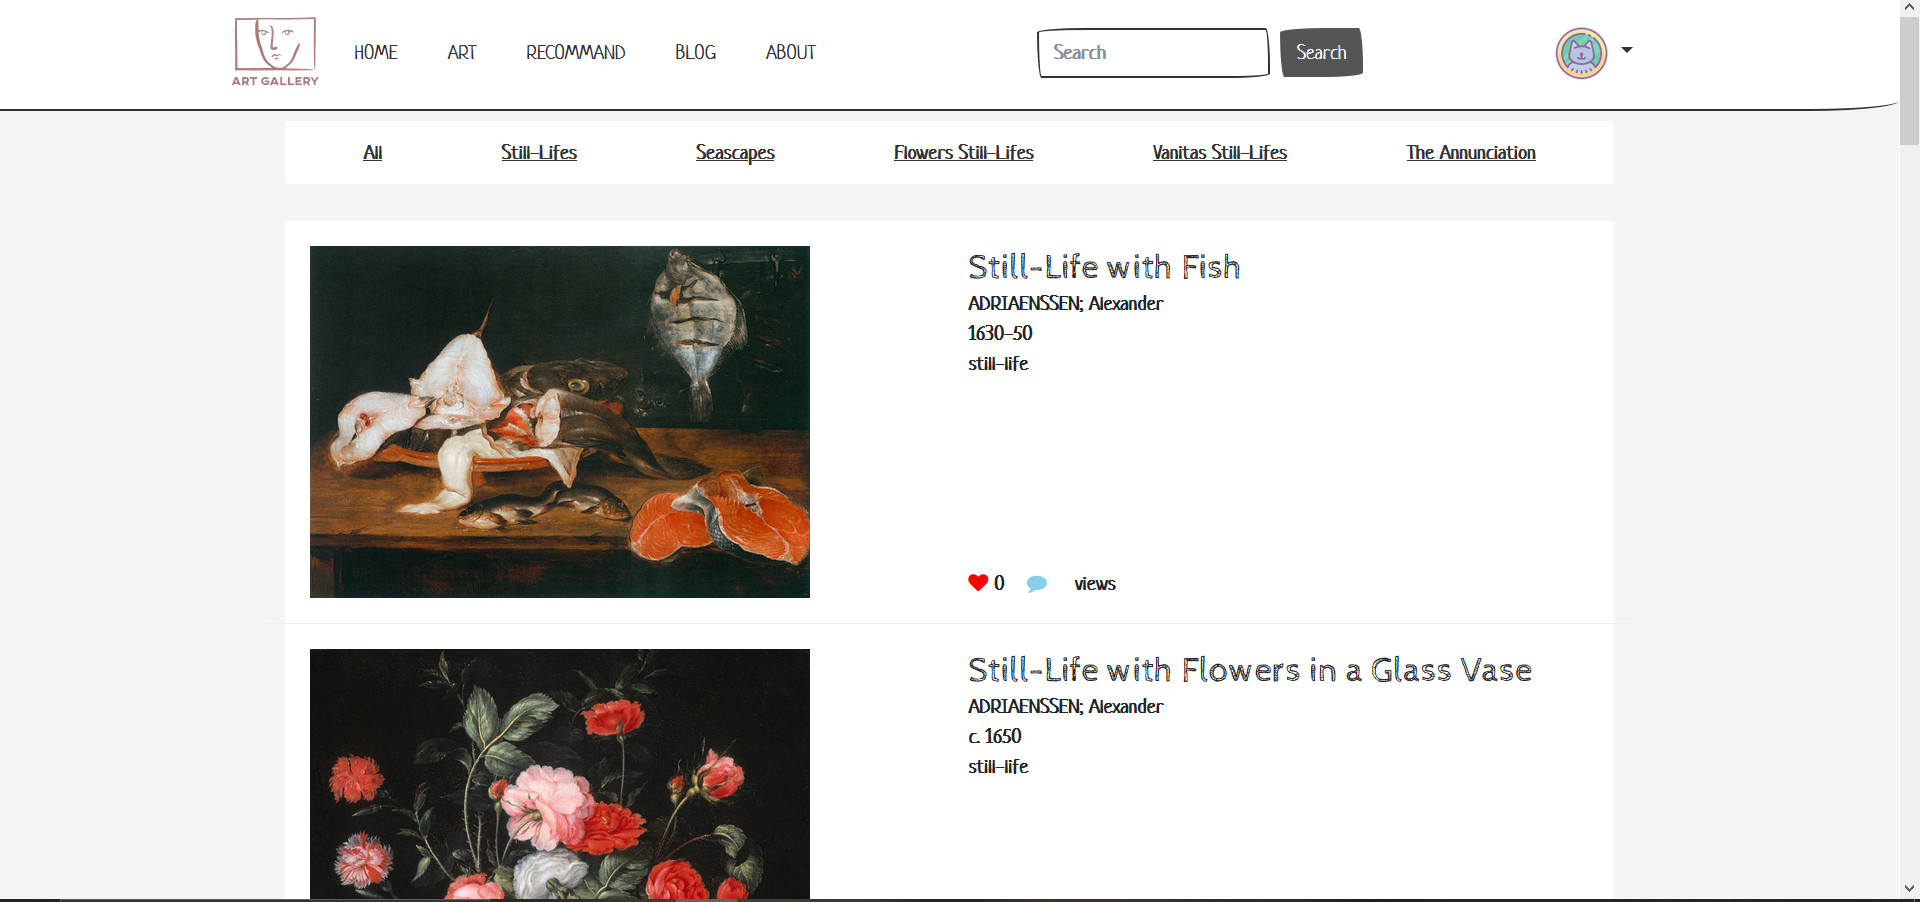 ART GALLERY
HOME ART RECOMMAND BLOG ABOUT Search Search
All Still-Lifes Seascapes Flowers Still-Lifes Vanitas Still-Lifes The Annunciation
Still-Life with Fish
ADRIAENSSEN; Alexander
1630-50
still-life
0 views
Still-Life with Flowers in a Glass Vase
ADRIAENSSEN; Alexander
c. 1650
still-life